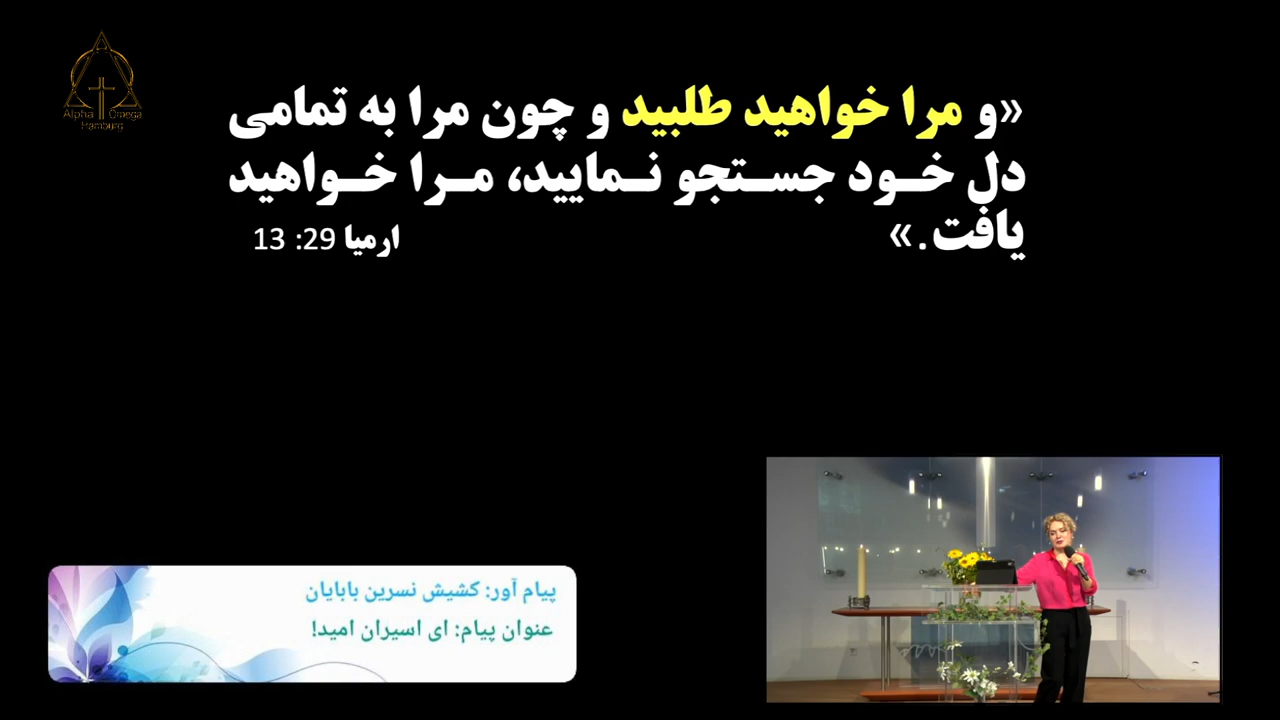 Alpha Omega
Hamburg
«و مرا خواهید طلبید و چون مرا به تمامی
دل خود جستجو نمایید، مرا خواهید
یافت.»
ارمیا 29: 13
پیام آور: کشیش نسرین بابایان
عنوان پیام: ای اسیران امید!